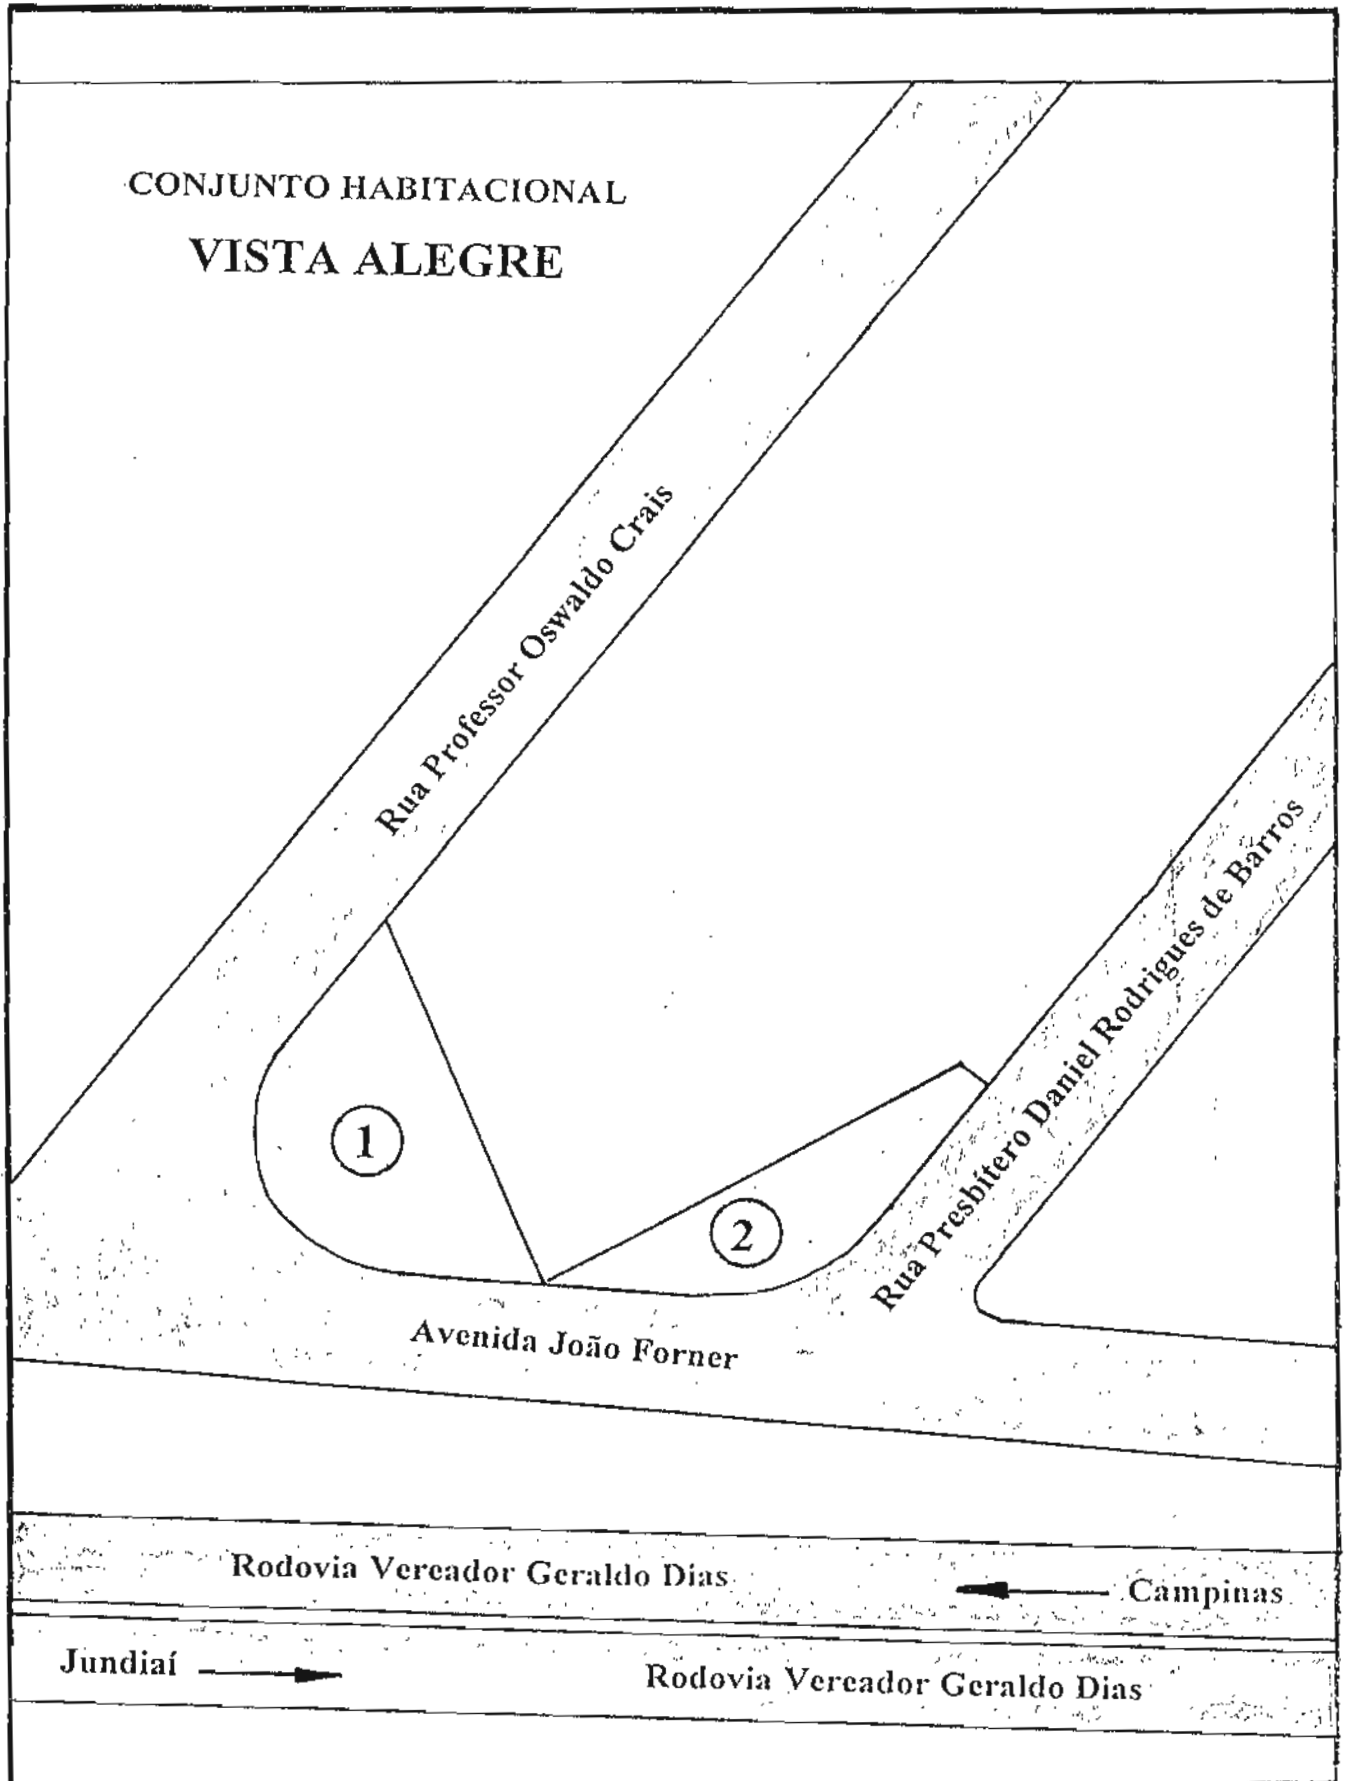 CONJUNTO HABITACIONAL
VISTA ALEGRE
Rua Professor Oswaldo Crais
Rua Presbítero Daniel Rodrigues de Barros
1
2
Avenida João Forner
Rodovia Vereador Geraldo Dias
Campinas
Jundiaí
Rodovia Vereador Geraldo Dias